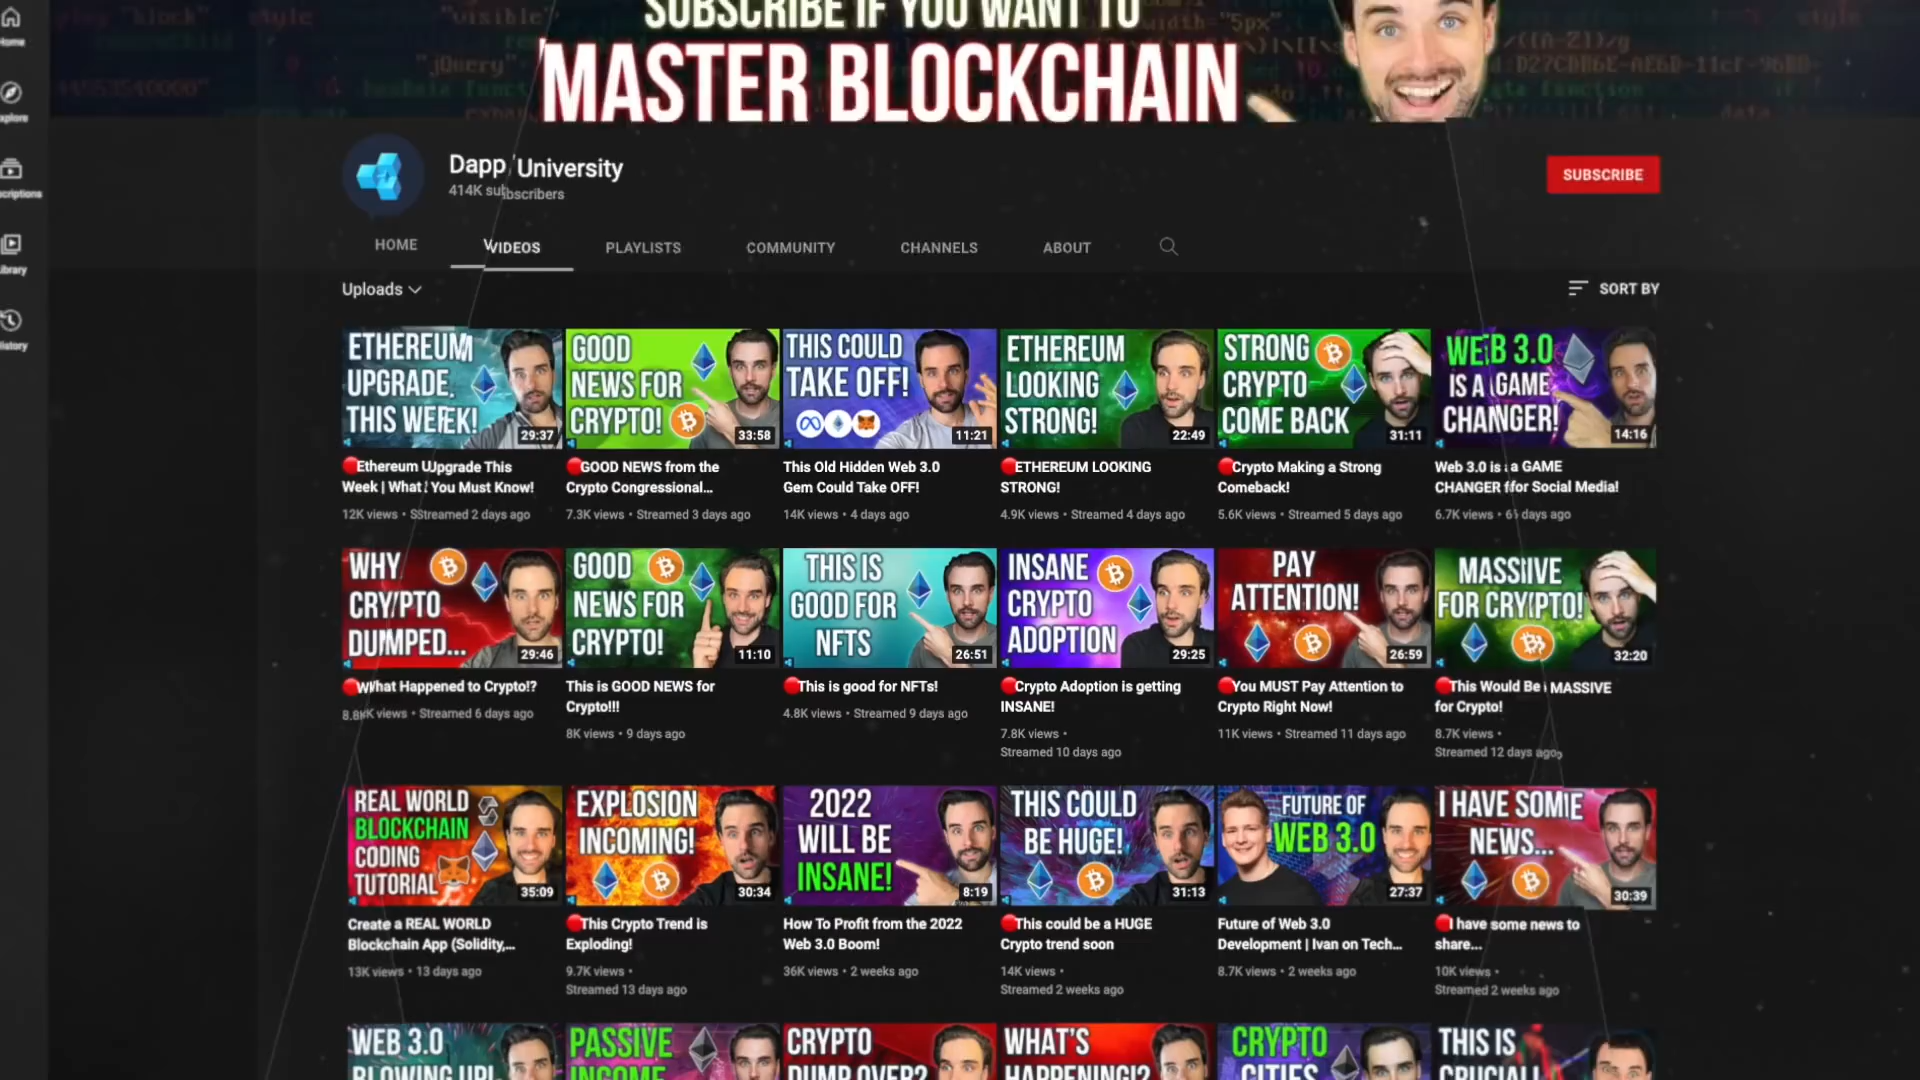 SUBSCRIBE IF YOU WANT TO
MASTER BLOCKCHAIN
"jQuery"
Home
Explore
Library
History
Dapp University
414K subscribers
SUBSCRIBE
HOME
VIDEOS
PLAYLISTS
COMMUNITY
CHANNELS
ABOUT
Uploads
SORT BY
ETHEREUM
UPGRADE
THIS WEEK!
29:37
GOOD
NEWS FOR
CRYPTO!
33:58
THIS COULD
TAKE OFF!
11:21
ETHEREUM
LOOKING
STRONG!
22:49
STRONG
CRYPTO
COME BACK
31:11
WEB 3.0
IS A GAME
CHANGER!
14:16
Ethereum Upgrade This
Week | What You Must Know!
12K views • Streamed 2 days ago
GOOD NEWS from the
Crypto Congressional...
7.3K views • Streamed 3 days ago
This Old Hidden Web 3.0
Gem Could Take OFF!
14K views • 4 days ago
ETHEREUM LOOKING
STRONG!
4.9K views • Streamed 4 days ago
Crypto Making a Strong
Comeback!
5.6K views • Streamed 5 days ago
Web 3.0 is a GAME
CHANGER for Social Media!
6.7K views • 6 days ago
WHY
CRYPTO
DUMPED...
29:46
GOOD
NEWS FOR
CRYPTO!
11:10
THIS IS
GOOD FOR
NFTS
26:51
INSANE
CRYPTO
ADOPTION
29:25
PAY
ATTENTION!
26:59
MASSIVE
FOR CRYPTO!
32:20
What Happened to Crypto!?
8.8K views • Streamed 6 days ago
This is GOOD NEWS for
Crypto!!!
8K views • 9 days ago
This is good for NFTs!
4.8K views • Streamed 9 days ago
Crypto Adoption is getting
INSANE!
7.8K views •
Streamed 10 days ago
You MUST Pay Attention to
Crypto Right Now!
11K views • Streamed 11 days ago
This Would Be MASSIVE
for Crypto!
8.7K views •
Streamed 12 days ago
REAL WORLD
BLOCKCHAIN
CODING
TUTORIAL
35:09
EXPLOSION
INCOMING!
30:34
2022
WILL BE
INSANE!
8:19
THIS COULD
BE HUGE!
31:13
FUTURE OF
WEB 3.0
27:37
I HAVE SOME
NEWS...
30:39
Create a REAL WORLD
Blockchain App (Solidity,...
13K views • 13 days ago
This Crypto Trend is
Exploding!
9.7K views •
Streamed 13 days ago
How To Profit from the 2022
Web 3.0 Boom!
36K views • 2 weeks ago
This could be a HUGE
Crypto trend soon
14K views •
Streamed 2 weeks ago
Future of Web 3.0
Development | Ivan on Tech...
8.7K views • 2 weeks ago
I have some news to
share...
10K views •
Streamed 2 weeks ago
WEB 3.0
BLOWING UP!
PASSIVE
INCOME
CRYPTO
DUMP OVER?
WHAT'S
HAPPENING!?
CRYPTO
CITIES
THIS IS
CRUCIAL!